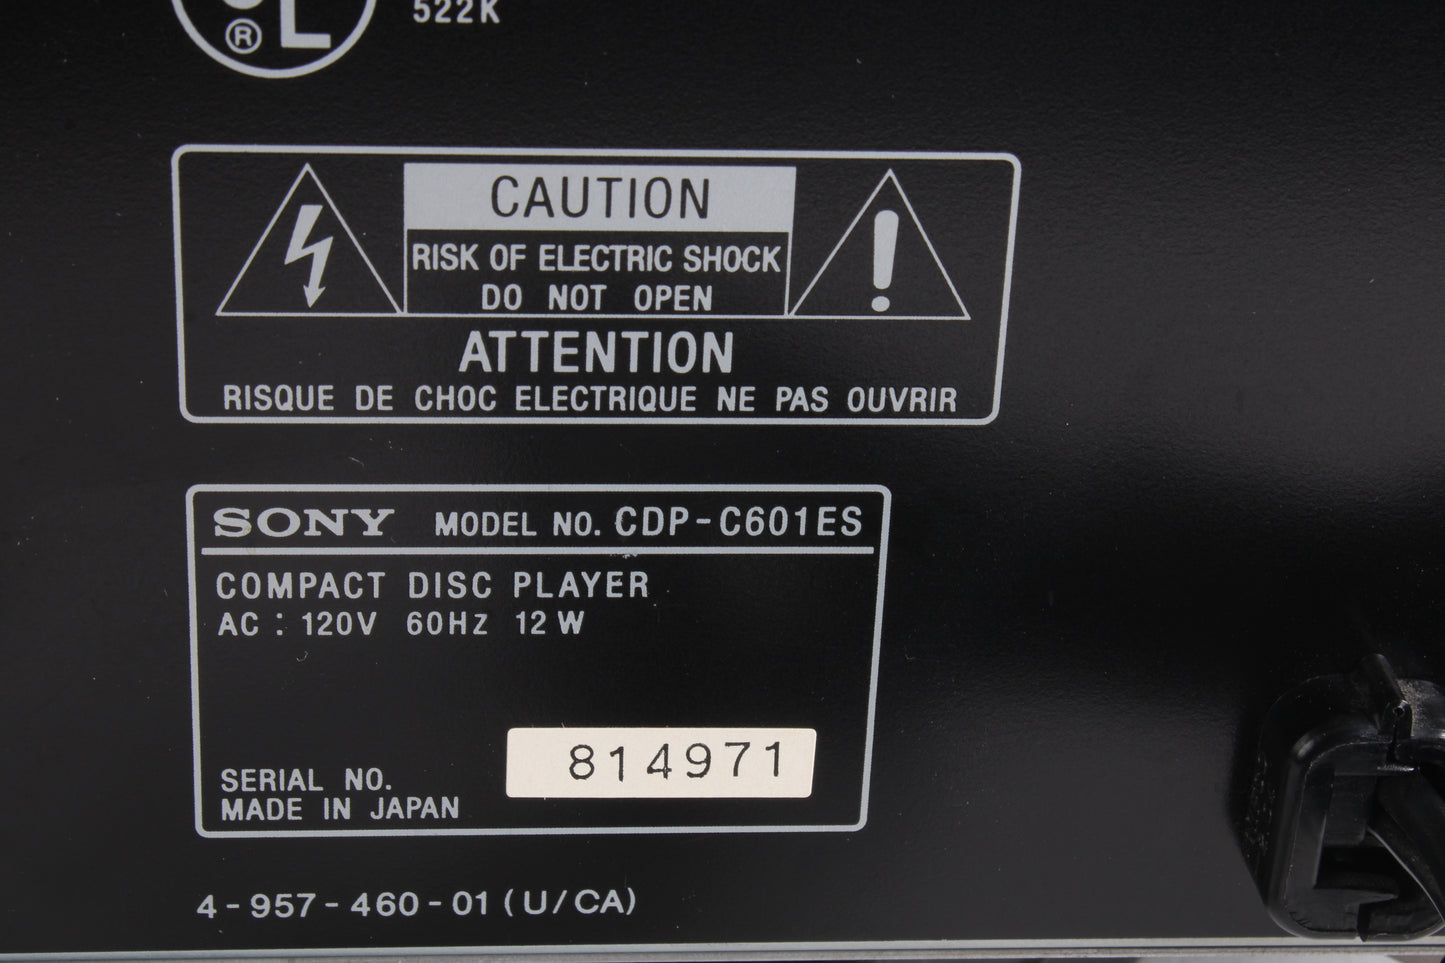 522K
® L
CAUTION
RISK OF ELECTRIC SHOCK
DO NOT OPEN
ATTENTION
RISQUE DE CHOC ELECTRIQUE NE PAS OUVRIR
SONY MODEL NO. CDP-C601ES
COMPACT DISC PLAYER
AC : 120V 60Hz 12 W
814971
SERIAL NO.
MADE IN JAPAN
4-957-460-01 (U/CA)